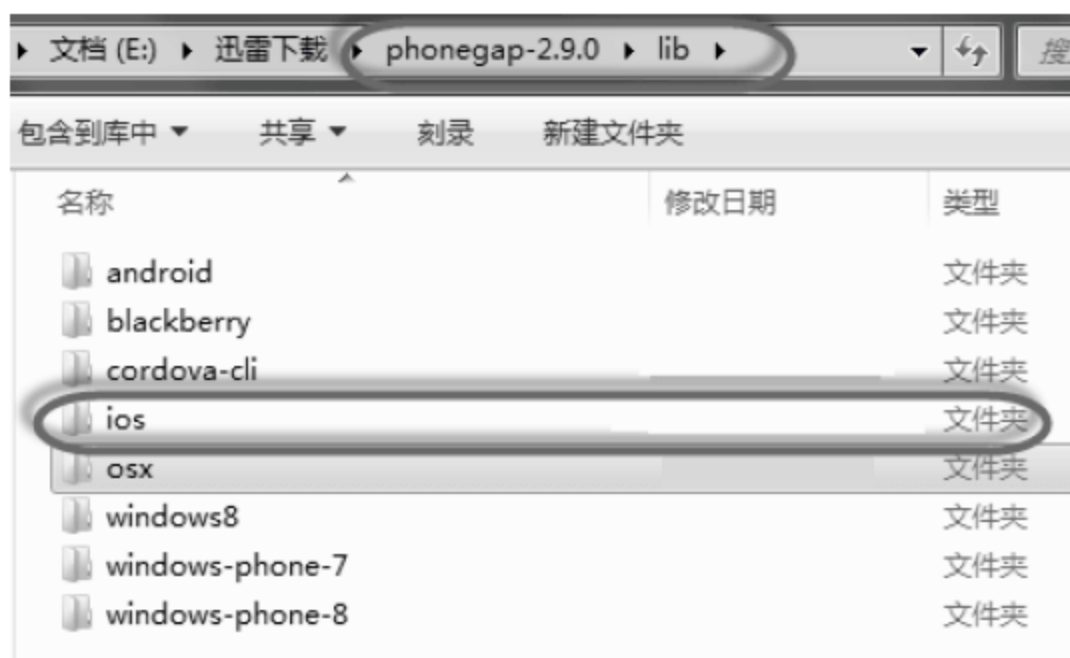 文档 (E:) 迅雷下载 phonegap-2.9.0 lib
包含到库中 共享 刻录 新建文件夹
名称 修改日期 类型
android 文件夹
blackberry 文件夹
cordova-cli 文件夹
ios 文件夹
osx 文件夹
windows8 文件夹
windows-phone-7 文件夹
windows-phone-8 文件夹